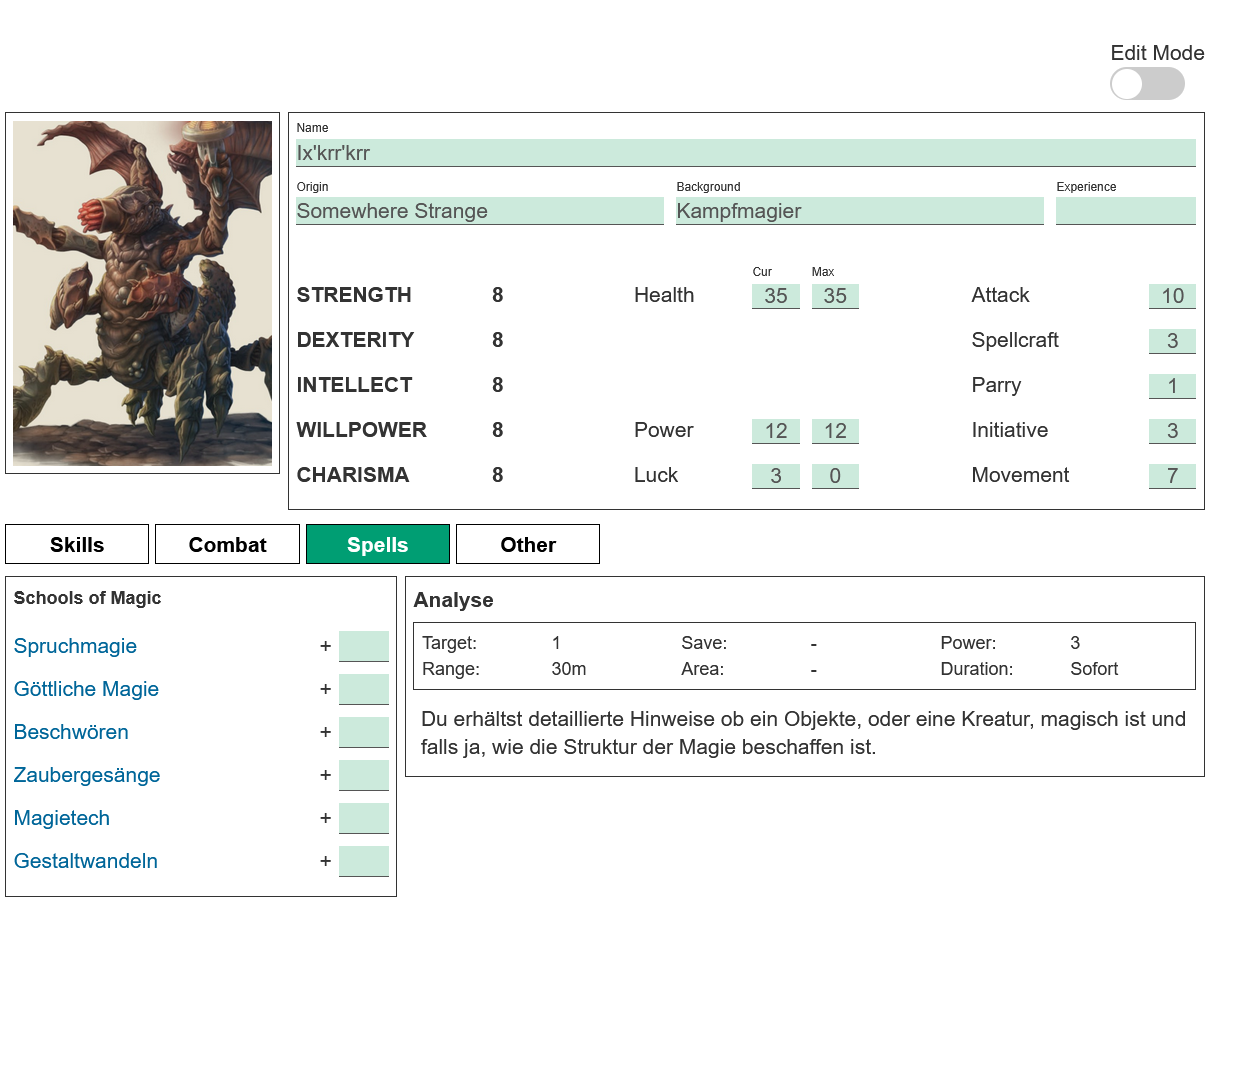 Edit Mode
Name
Ix'krr'krr
Origin Background Experience
Somewhere Strange Kampfmagier
Cur Max
STRENGTH 8 Health 35 35 Attack 10
DEXTERITY 8 Spellcraft 3
INTELLECT 8 Parry 1
WILLPOWER 8 Power 12 12 Initiative 3
CHARISMA 8 Luck 3 0 Movement 7
Skills Combat Spells Other
Schools of Magic
Spruchmagie +
Göttliche Magie +
Beschwören +
Zaubergesänge +
Magietech +
Gestaltwandeln +
Analyse
Target: 1 Save: - Power: 3
Range: 30m Area: - Duration: Sofort
Du erhältst detaillierte Hinweise ob ein Objekte, oder eine Kreatur, magisch ist und
falls ja, wie die Struktur der Magie beschaffen ist.